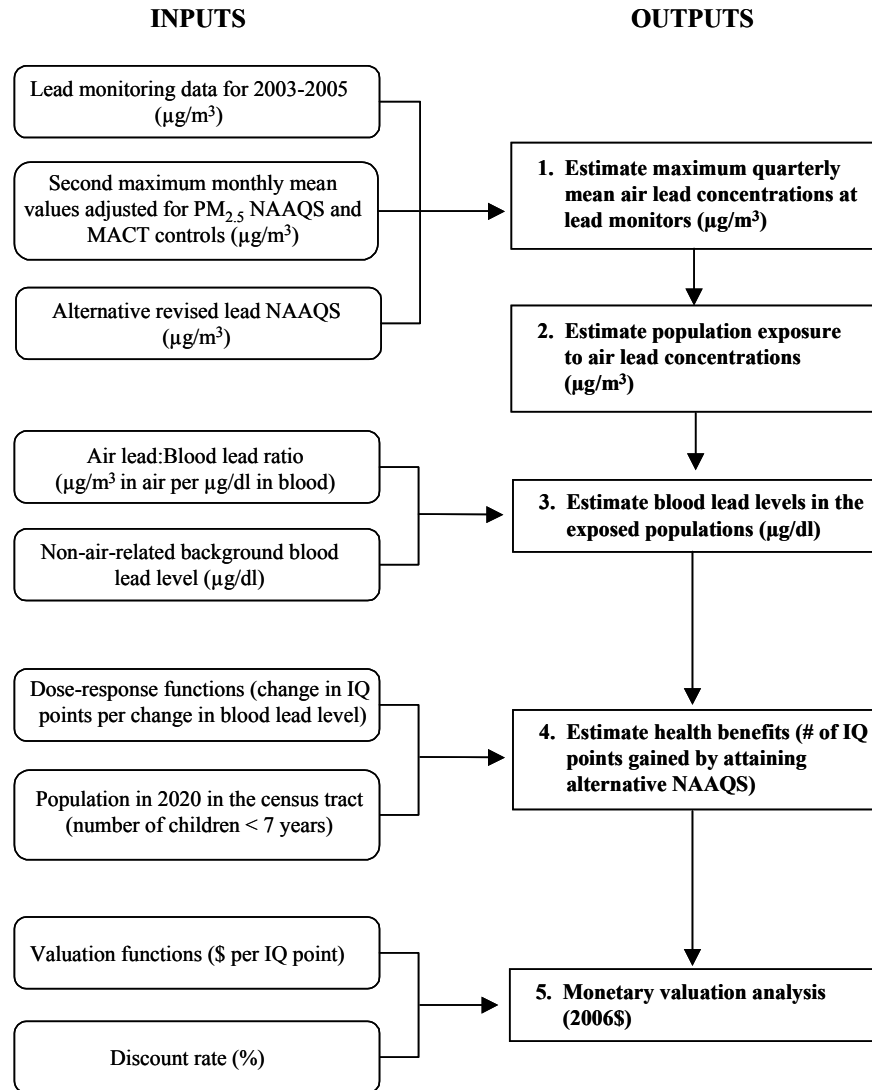 INPUTS
OUTPUTS
Lead monitoring data for 2003-2005
(µg/m³)
Second maximum monthly mean
values adjusted for PM₂.₅ NAAQS and
MACT controls (µg/m³)
Alternative revised lead NAAQS
(µg/m³)
1. Estimate maximum quarterly
mean air lead concentrations at
lead monitors (µg/m³)
2. Estimate population exposure
to air lead concentrations
(µg/m³)
Air lead:Blood lead ratio
(µg/m³ in air per µg/dl in blood)
Non-air-related background blood
lead level (µg/dl)
3. Estimate blood lead levels in the
exposed populations (µg/dl)
Dose-response functions (change in IQ
points per change in blood lead level)
Population in 2020 in the census tract
(number of children < 7 years)
4. Estimate health benefits (# of IQ
points gained by attaining
alternative NAAQS)
Valuation functions ($ per IQ point)
Discount rate (%)
5. Monetary valuation analysis
(2006$)